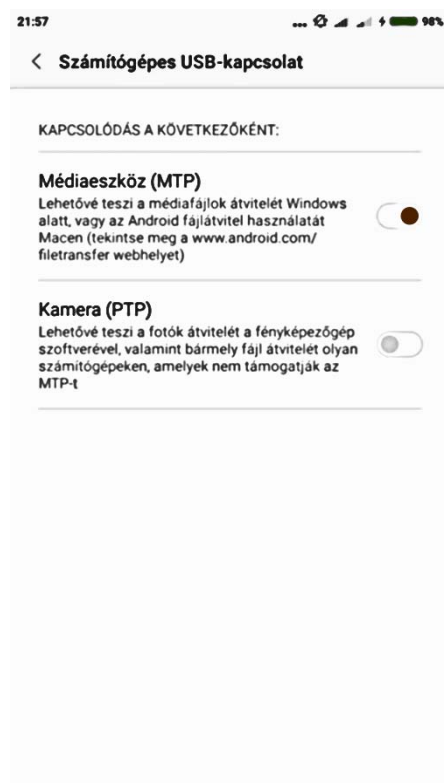 21:57
... 98%
Számítógépes USB-kapcsolat
KAPCSOLÓDÁS A KÖVETKEZŐKÉNT:
Médiaeszköz (MTP)
Lehetővé teszi a médiafájlok átvitelét Windows
alatt, vagy az Android fájlátvitel használatát
Macen (tekintse meg a www.android.com/
filetransfer webhelyet)
Kamera (PTP)
Lehetővé teszi a fotók átvitelét a fényképezőgép
szoftverével, valamint bármely fájl átvitelét olyan
számítógépeken, amelyek nem támogatják az
MTP-t